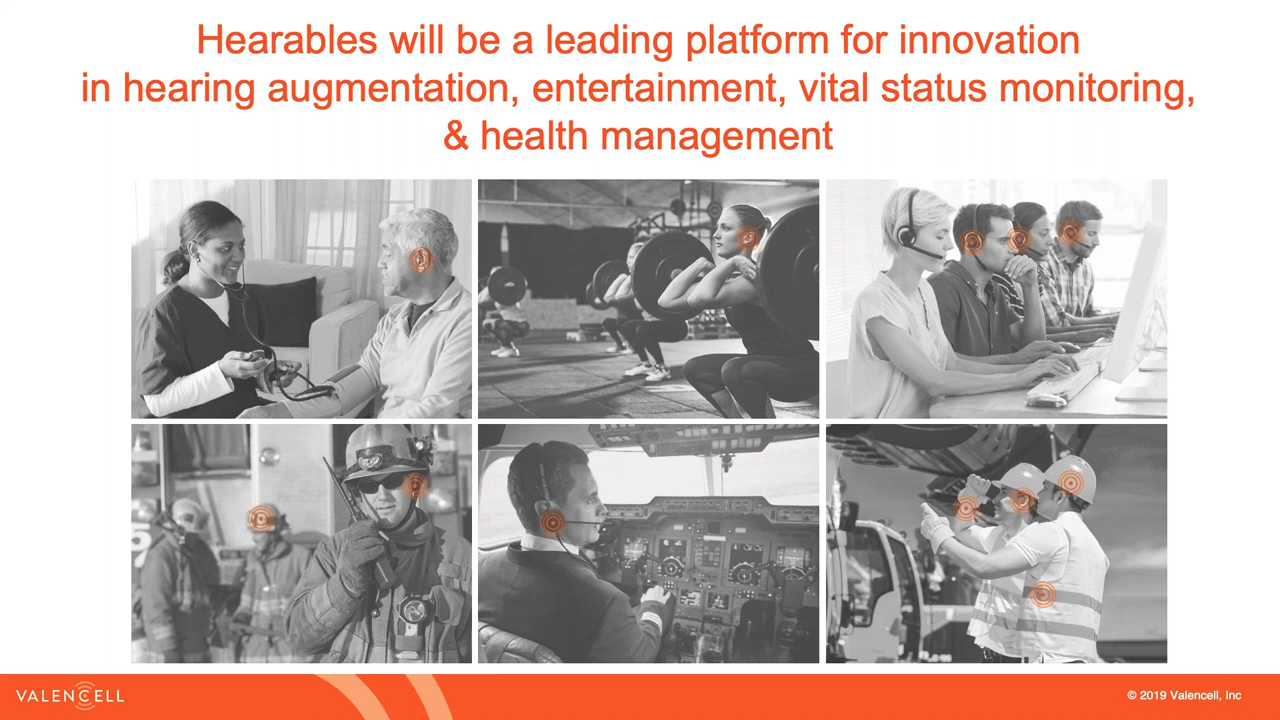 Hearables will be a leading platform for innovation
in hearing augmentation, entertainment, vital status monitoring,
& health management
VALENCELL
© 2019 Valencell, Inc